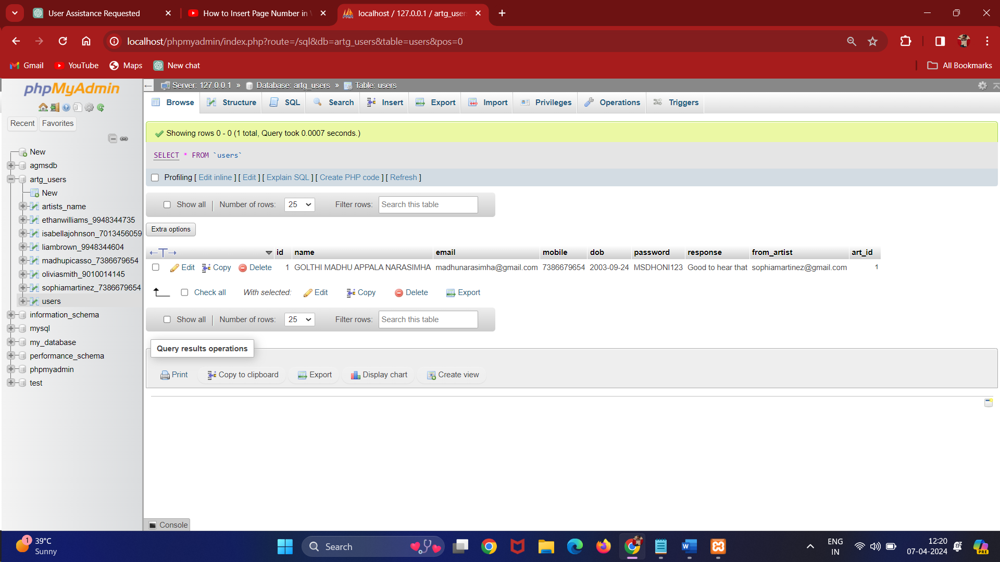 User Assistance Requested
How to Insert Page Number in
localhost / 127.0.0.1 / artg_user
localhost/phpmyadmin/index.php?route=/sql&db=artg_users&table=users&pos=0
Gmail YouTube Maps New chat All Bookmarks
phpMyAdmin
Recent Favorites
New
agmsdb
artg_users
New
artists_name
ethanwilliams_9948344735
isabellajohnson_7013456059
liambrown_9948344604
madhupicasso_7386679654
oliviasmith_9010014145
sophiamartinez_7386679654
users
information_schema
mysql
my_database
performance_schema
phpmyadmin
test
Server: 127.0.0.1 » Database: artg_users » Table: users
Browse Structure SQL Search Insert Export Import Privileges Operations Triggers
Showing rows 0 - 0 (1 total, Query took 0.0007 seconds.)
SELECT * FROM `users`
Profiling [ Edit inline ] [ Edit ] [ Explain SQL ] [ Create PHP code ] [ Refresh ]
Show all | Number of rows: 25 Filter rows: Search this table
Extra options
←T→ id name email mobile dob password response from_artist art_id
Edit Copy Delete 1 GOLTHI MADHU APPALA NARASIMHA madhunarasimha@gmail.com 7386679654 2003-09-24 MSDHONI123 Good to hear that sophiamartinez@gmail.com 1
Check all With selected: Edit Copy Delete Export
Show all | Number of rows: 25 Filter rows: Search this table
Query results operations
Print Copy to clipboard Export Display chart Create view
Console
1
39°C
Sunny
Search
W
PRE
ENG
IN
12:20
07-04-2024